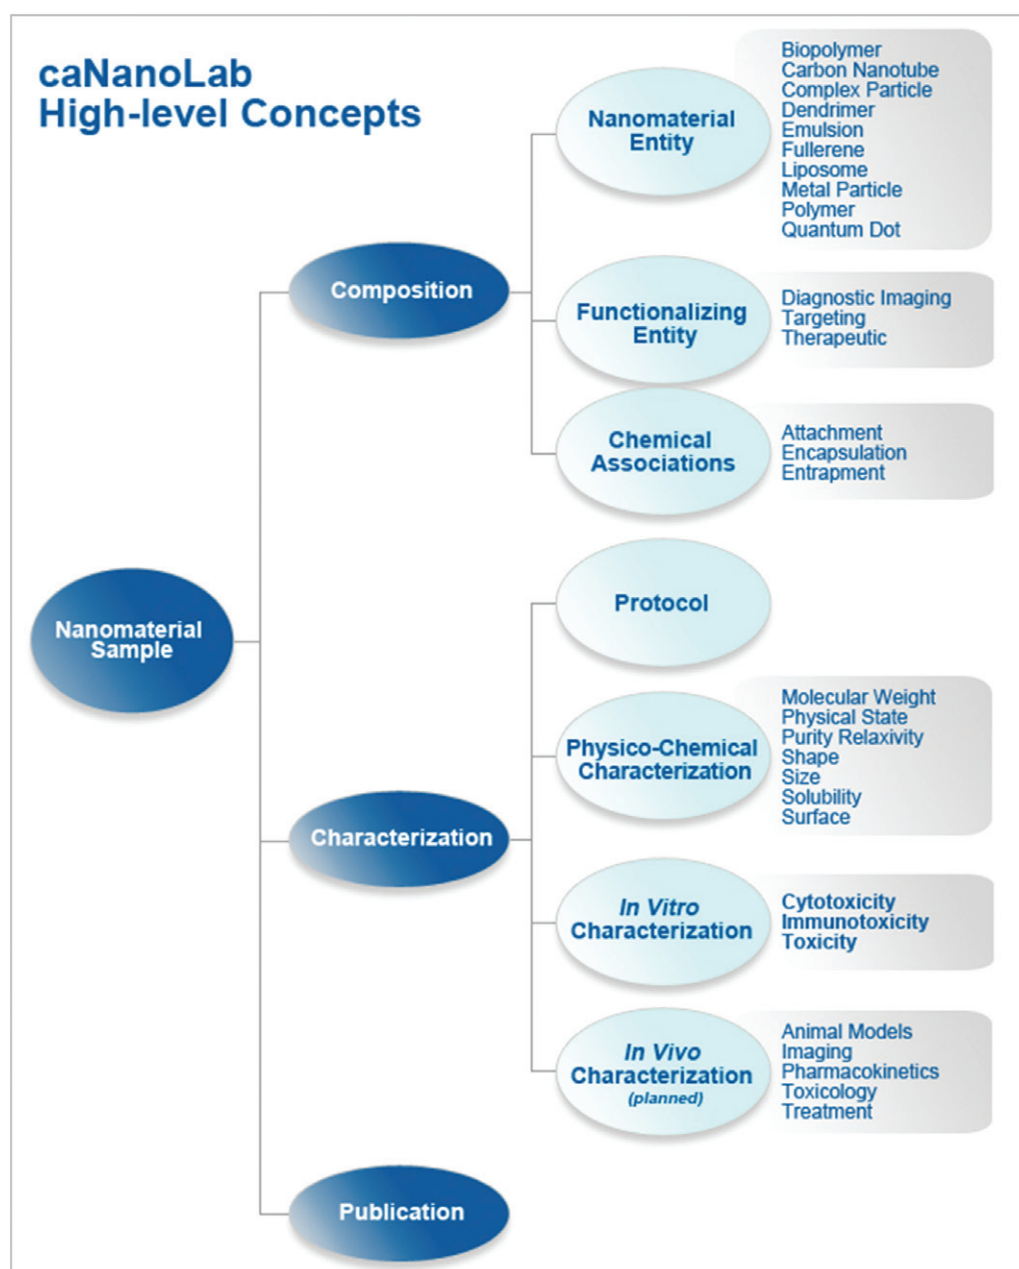 caNanoLab
High-level Concepts
Nanomaterial
Sample
Composition
Nanomaterial
Entity
Biopolymer
Carbon Nanotube
Complex Particle
Dendrimer
Emulsion
Fullerene
Liposome
Metal Particle
Polymer
Quantum Dot
Functionalizing
Entity
Diagnostic Imaging
Targeting
Therapeutic
Chemical
Associations
Attachment
Encapsulation
Entrapment
Characterization
Protocol
Physico-Chemical
Characterization
Molecular Weight
Physical State
Purity Relaxivity
Shape
Size
Solubility
Surface
In Vitro
Characterization
Cytotoxicity
Immunotoxicity
Toxicity
In Vivo
Characterization
(planned)
Animal Models
Imaging
Pharmacokinetics
Toxicology
Treatment
Publication